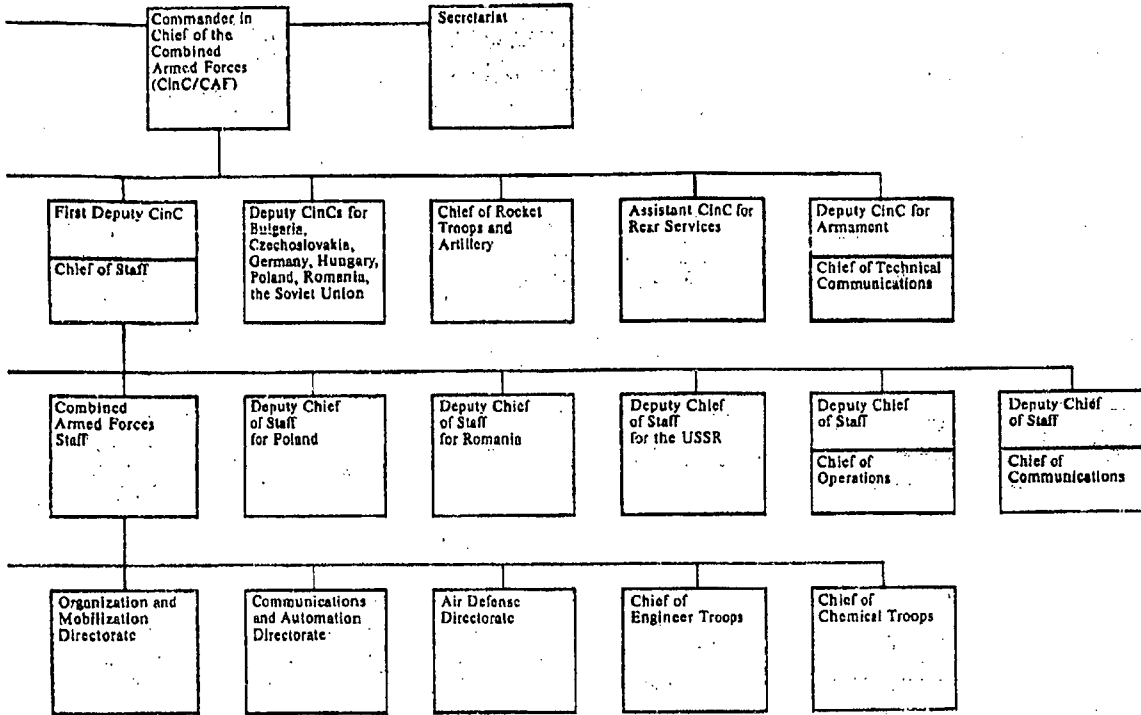 Commander in
Chief of the
Combined
Armed Forces
(CinC/CAF)
Secretariat
First Deputy CinC
Chief of Staff
Deputy CinCs for
Bulgaria,
Czechoslovakia,
Germany, Hungary,
Poland, Romania,
the Soviet Union
Chief of Rocket
Troops and
Artillery
Assistant CinC for
Rear Services
Deputy CinC for
Armament
Chief of Technical
Communications
Combined
Armed Forces
Staff
Deputy Chief
of Staff
for Poland
Deputy Chief
of Staff
for Romania
Deputy Chief
of Staff
for the USSR
Deputy Chief
of Staff
Chief of
Operations
Deputy Chief
of Staff
Chief of
Communications
Organization and
Mobilization
Directorate
Communications
and Automation
Directorate
Air Defense
Directorate
Chief of
Engineer Troops
Chief of
Chemical Troops